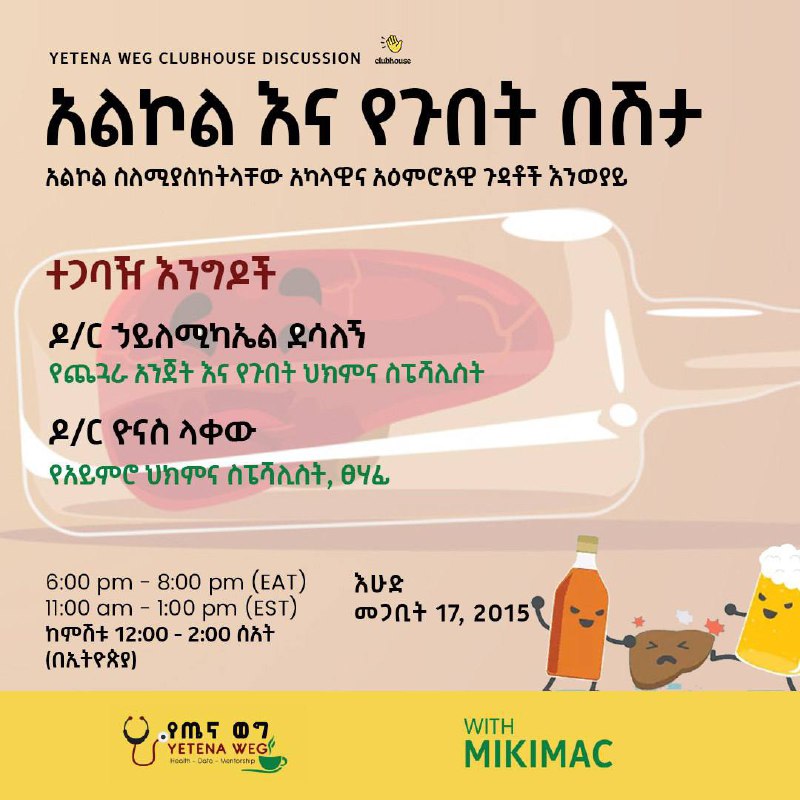 YETENA WEG CLUBHOUSE DISCUSSION
clubhouse
አልኮል እና የጉበት በሽታ
አልኮል ስለሚያስከትላቸው አካላዊና አዕምሮአዊ ጉዳቶች እንወያይ
ተጋባዥ እንግዶች
ዶ/ር ኃይለሚካኤል ደሳለኝ
የጨጓራ አንጀት እና የጉበት ህክምና ስፔሻሊስት
ዶ/ር ዮናስ ላቀው
የአይምሮ ህክምና ስፔሻሊስት, ፀሃፊ
6:00 pm - 8:00 pm (EAT)
11:00 am - 1:00 pm (EST)
ከምሽቱ 12:00 - 2:00 ሰአት
(በኢትዮጵያ)
እሁድ
መጋቢት 17, 2015
የጤና ወግ
YETENA WEG
Health - Data - Mentorship
WITH
MIKIMAC